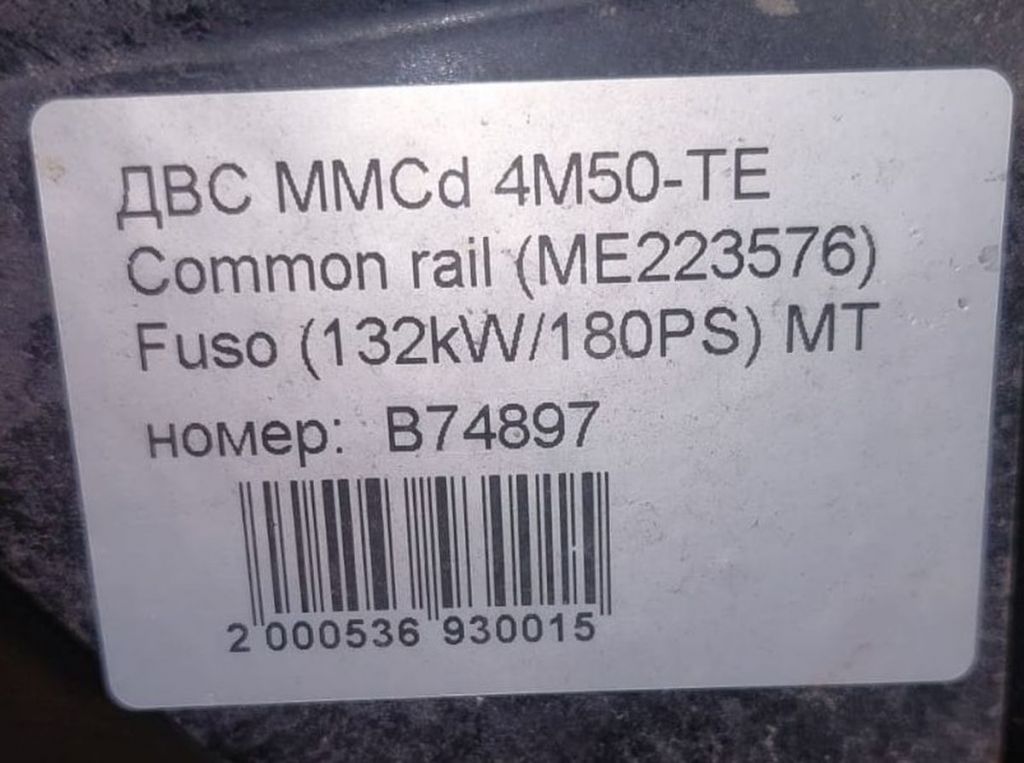 ДВС MMCd 4M50-TE
Common rail (ME223576)
Fuso (132kW/180PS) MT
номер: B74897
2 000536 930015